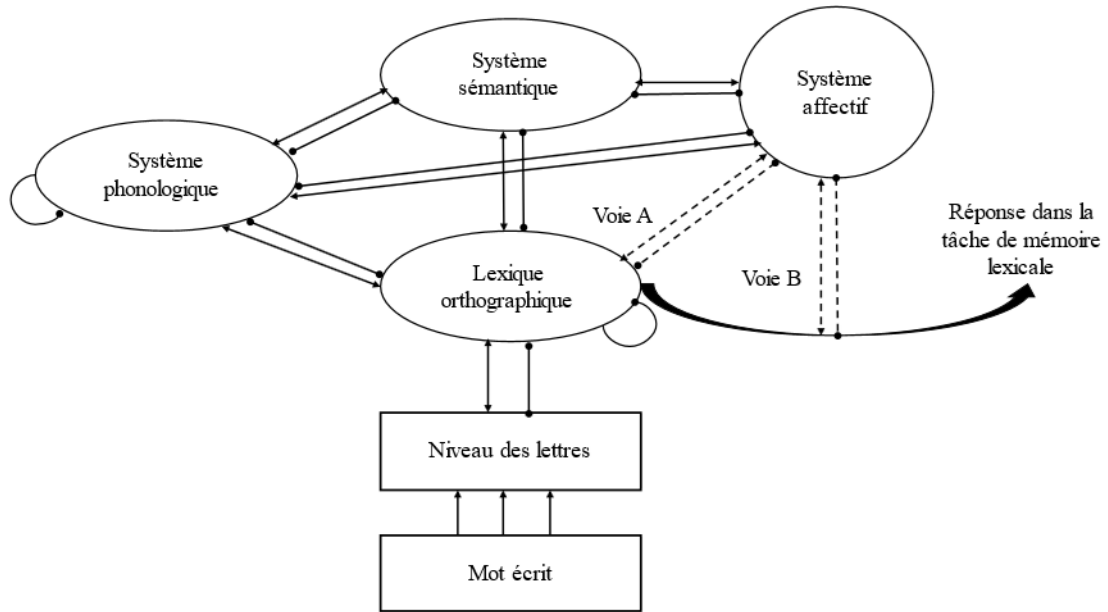 Système
sémantique
Système
affectif
Système
phonologique
Voie A
Réponse dans la
tâche de mémoire
lexicale
Voie B
Lexique
orthographique
Niveau des lettres
Mot écrit